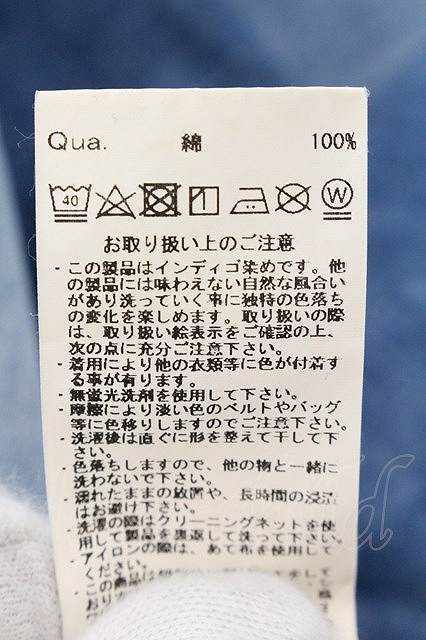 Qua. 綿 100%
40 W
お取り扱い上のご注意
・この製品はインディゴ染めです。他
の製品には味わえない自然な風合い
があり洗っていく事に独特の色落ち
の変化を楽しめます。取り扱いの際
は、取り扱い絵表示をご確認の上、
次の点に充分ご注意下さい。
・着用により他の衣類等に色が付着す
る事が有ります。
・無蛍光洗剤を使用して下さい。
・摩擦により淡い色のベルトやバッグ
等に色移りしますのでご注意下さい。
・洗濯後は直ぐに形を整えて干して下
さい。
・色落ちしますので、他の物と一緒に
洗わないで下さい。
・濡れたままの放置や、長時間の浸漬
はお避け下さい。
・洗濯の際はクリーニングネットを使
用して製品を裏返して洗って下さい。
・アイロンの際は、あて布を使用して